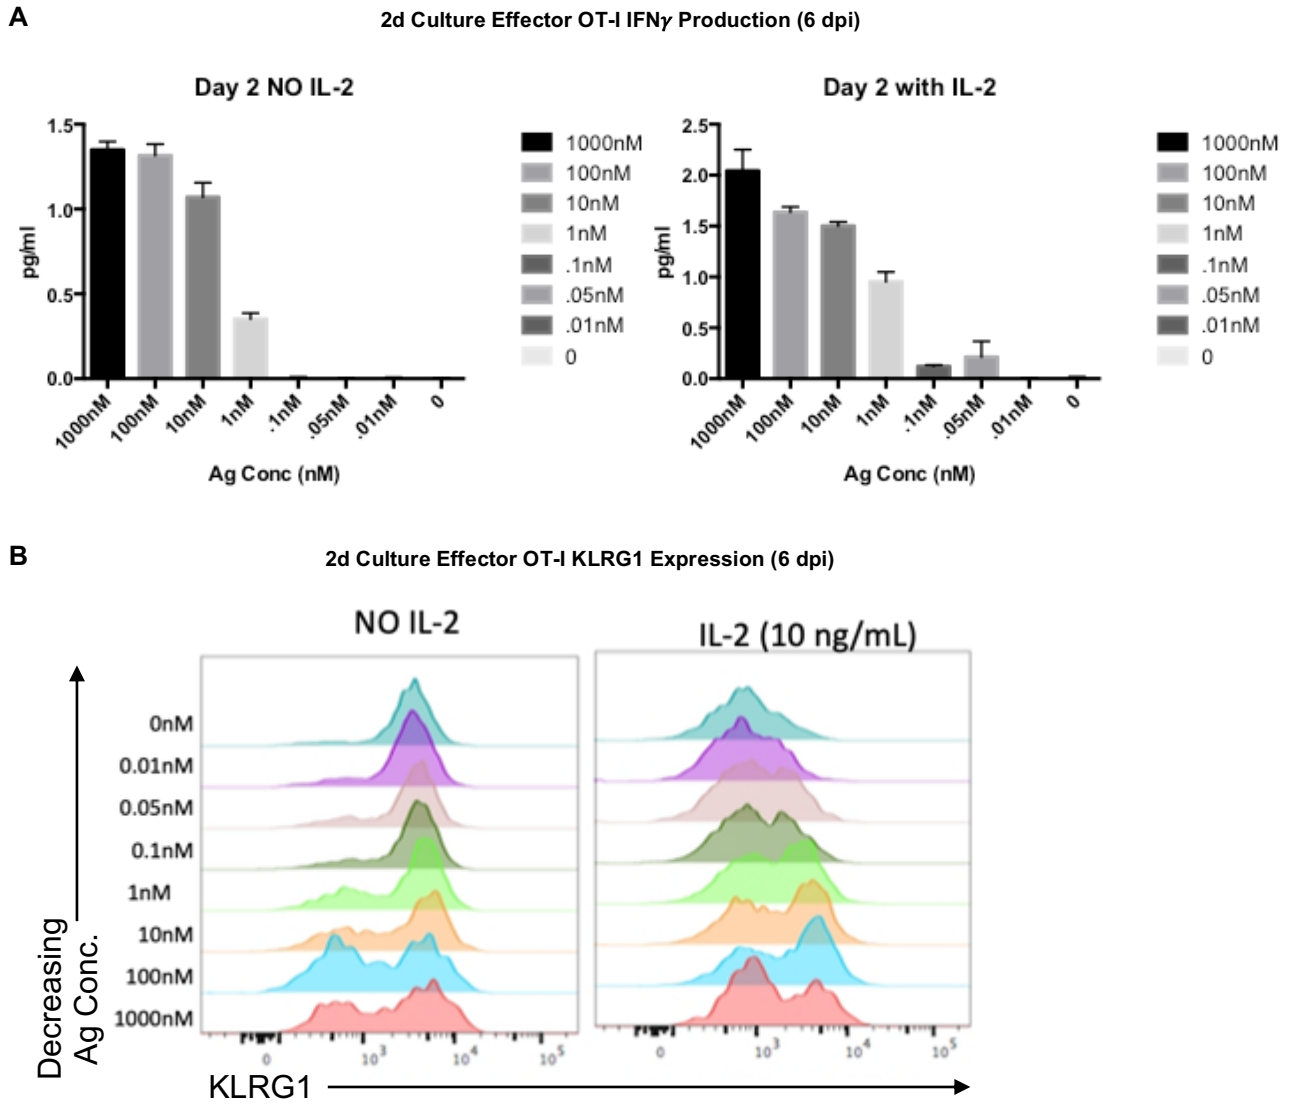 A
2d Culture Effector OT-I IFNγ Production (6 dpi)
Day 2 NO IL-2
1.5
1.0
0.5
0.0
pg/ml
1000nM
100nM
10nM
1nM
.1nM
.05nM
.01nM
0
Ag Conc (nM)
1000nM
100nM
10nM
1nM
.1nM
.05nM
.01nM
0
Day 2 with IL-2
2.5
2.0
1.5
1.0
0.5
0.0
pg/ml
1000nM
100nM
10nM
1nM
.1nM
.05nM
.01nM
0
Ag Conc (nM)
1000nM
100nM
10nM
1nM
.1nM
.05nM
.01nM
0
B
2d Culture Effector OT-I KLRG1 Expression (6 dpi)
NO IL-2
IL-2 (10 ng/mL)
Decreasing
Ag Conc.
0nM
0.01nM
0.05nM
0.1nM
1nM
10nM
100nM
1000nM
0 10³ 10⁴ 10⁵
0 10³ 10⁴ 10⁵
KLRG1